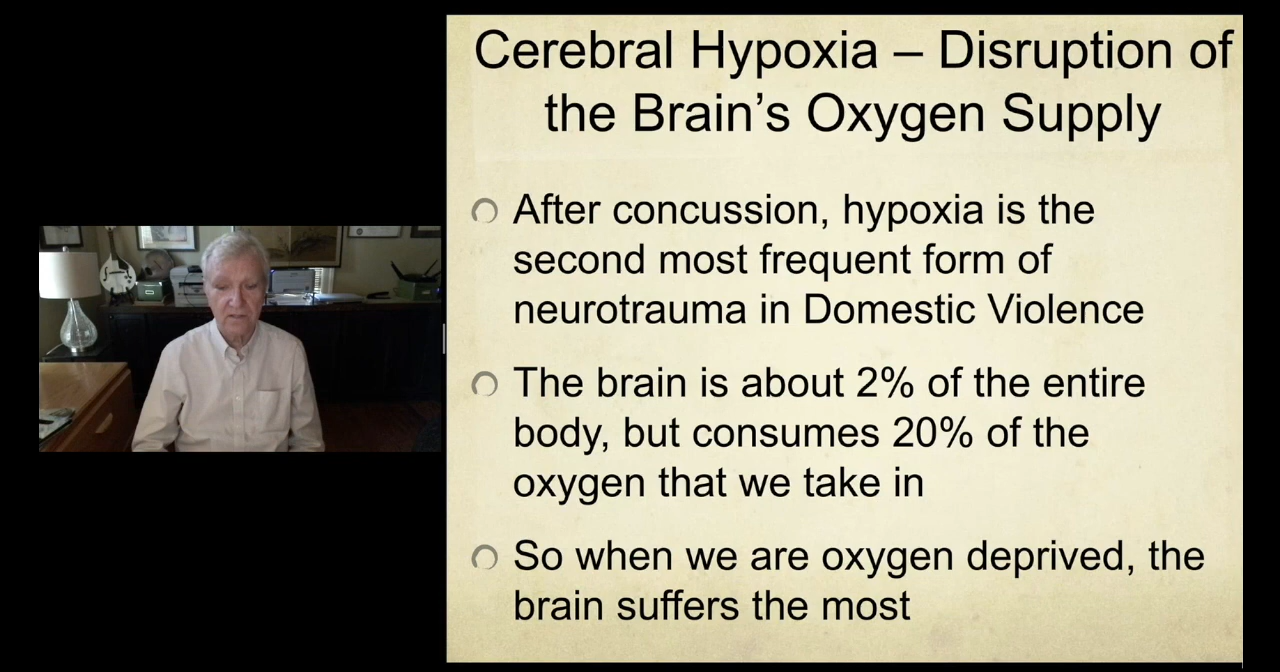 Cerebral Hypoxia – Disruption of
the Brain’s Oxygen Supply
After concussion, hypoxia is the
second most frequent form of
neurotrauma in Domestic Violence
The brain is about 2% of the entire
body, but consumes 20% of the
oxygen that we take in
So when we are oxygen deprived, the
brain suffers the most